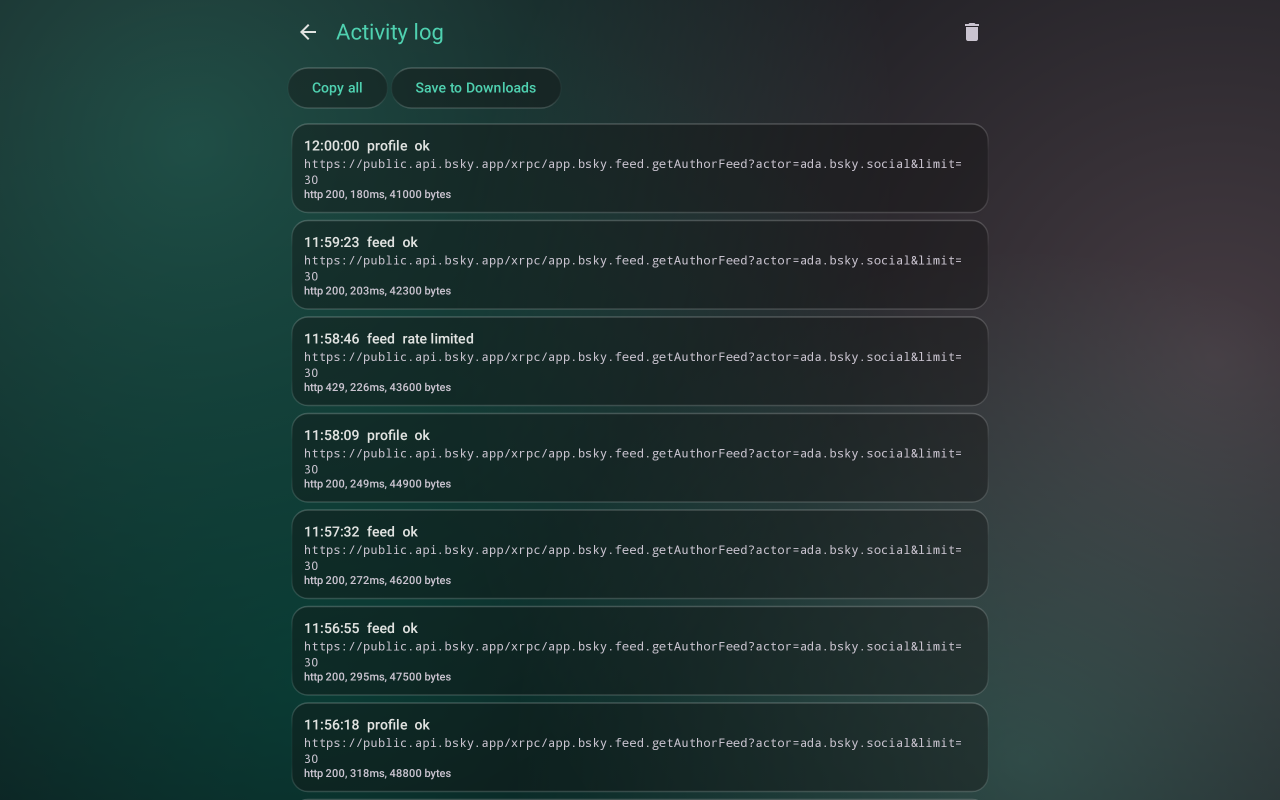 Activity log
Copy all
Save to Downloads
12:00:00 profile ok
https://public.api.bsky.app/xrpc/app.bsky.feed.getAuthorFeed?actor=ada.bsky.social&limit=
30
http 200, 180ms, 41000 bytes
11:59:23 feed ok
https://public.api.bsky.app/xrpc/app.bsky.feed.getAuthorFeed?actor=ada.bsky.social&limit=
30
http 200, 203ms, 42300 bytes
11:58:46 feed rate limited
https://public.api.bsky.app/xrpc/app.bsky.feed.getAuthorFeed?actor=ada.bsky.social&limit=
30
http 429, 226ms, 43600 bytes
11:58:09 profile ok
https://public.api.bsky.app/xrpc/app.bsky.feed.getAuthorFeed?actor=ada.bsky.social&limit=
30
http 200, 249ms, 44900 bytes
11:57:32 feed ok
https://public.api.bsky.app/xrpc/app.bsky.feed.getAuthorFeed?actor=ada.bsky.social&limit=
30
http 200, 272ms, 46200 bytes
11:56:55 feed ok
https://public.api.bsky.app/xrpc/app.bsky.feed.getAuthorFeed?actor=ada.bsky.social&limit=
30
http 200, 295ms, 47500 bytes
11:56:18 profile ok
https://public.api.bsky.app/xrpc/app.bsky.feed.getAuthorFeed?actor=ada.bsky.social&limit=
30
http 200, 318ms, 48800 bytes